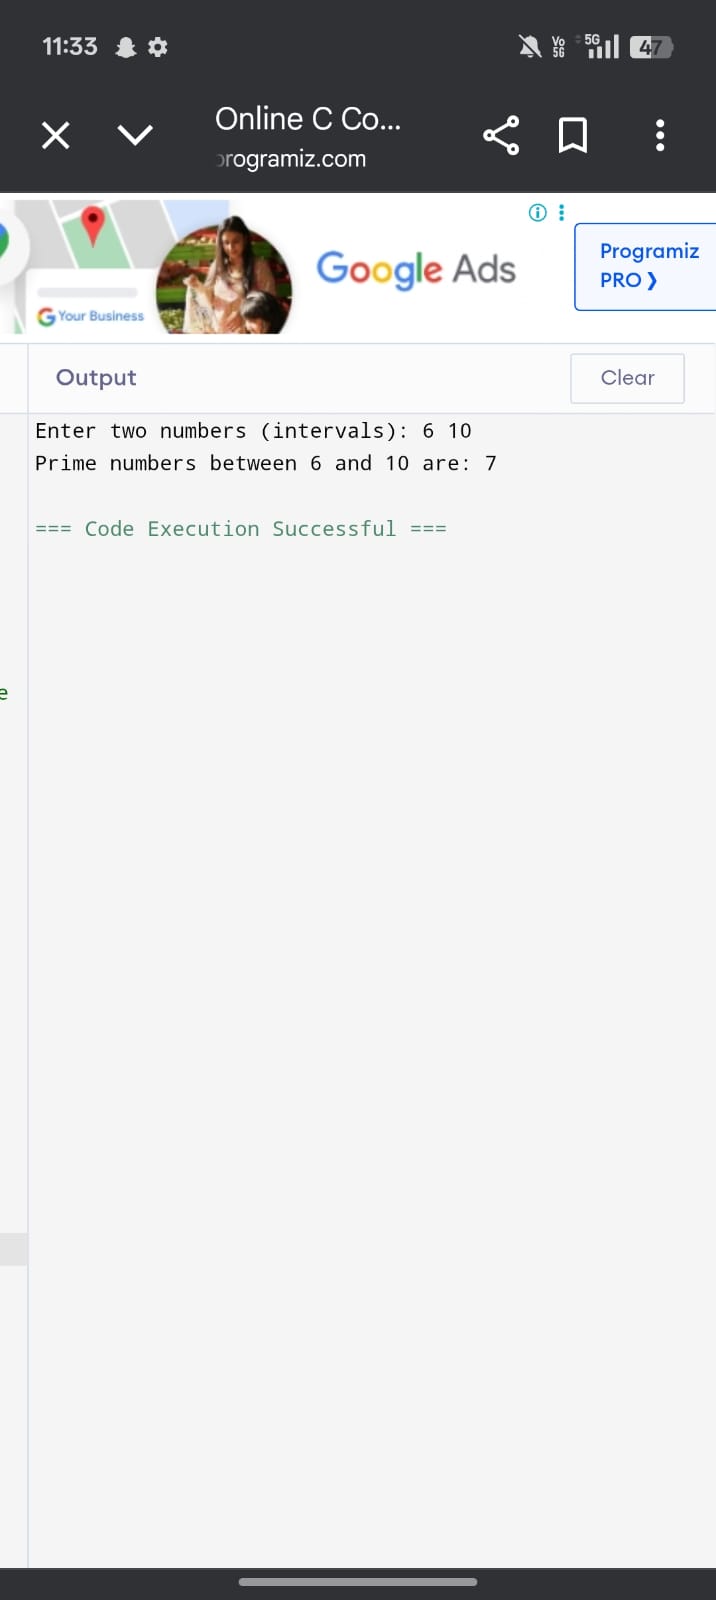 11:33
Vo 5G 5G 47
Online C Co...
programiz.com
G Your Business
Google Ads
Programiz
PRO ❯
Output
Clear
Enter two numbers (intervals): 6 10
Prime numbers between 6 and 10 are: 7
=== Code Execution Successful ===
e